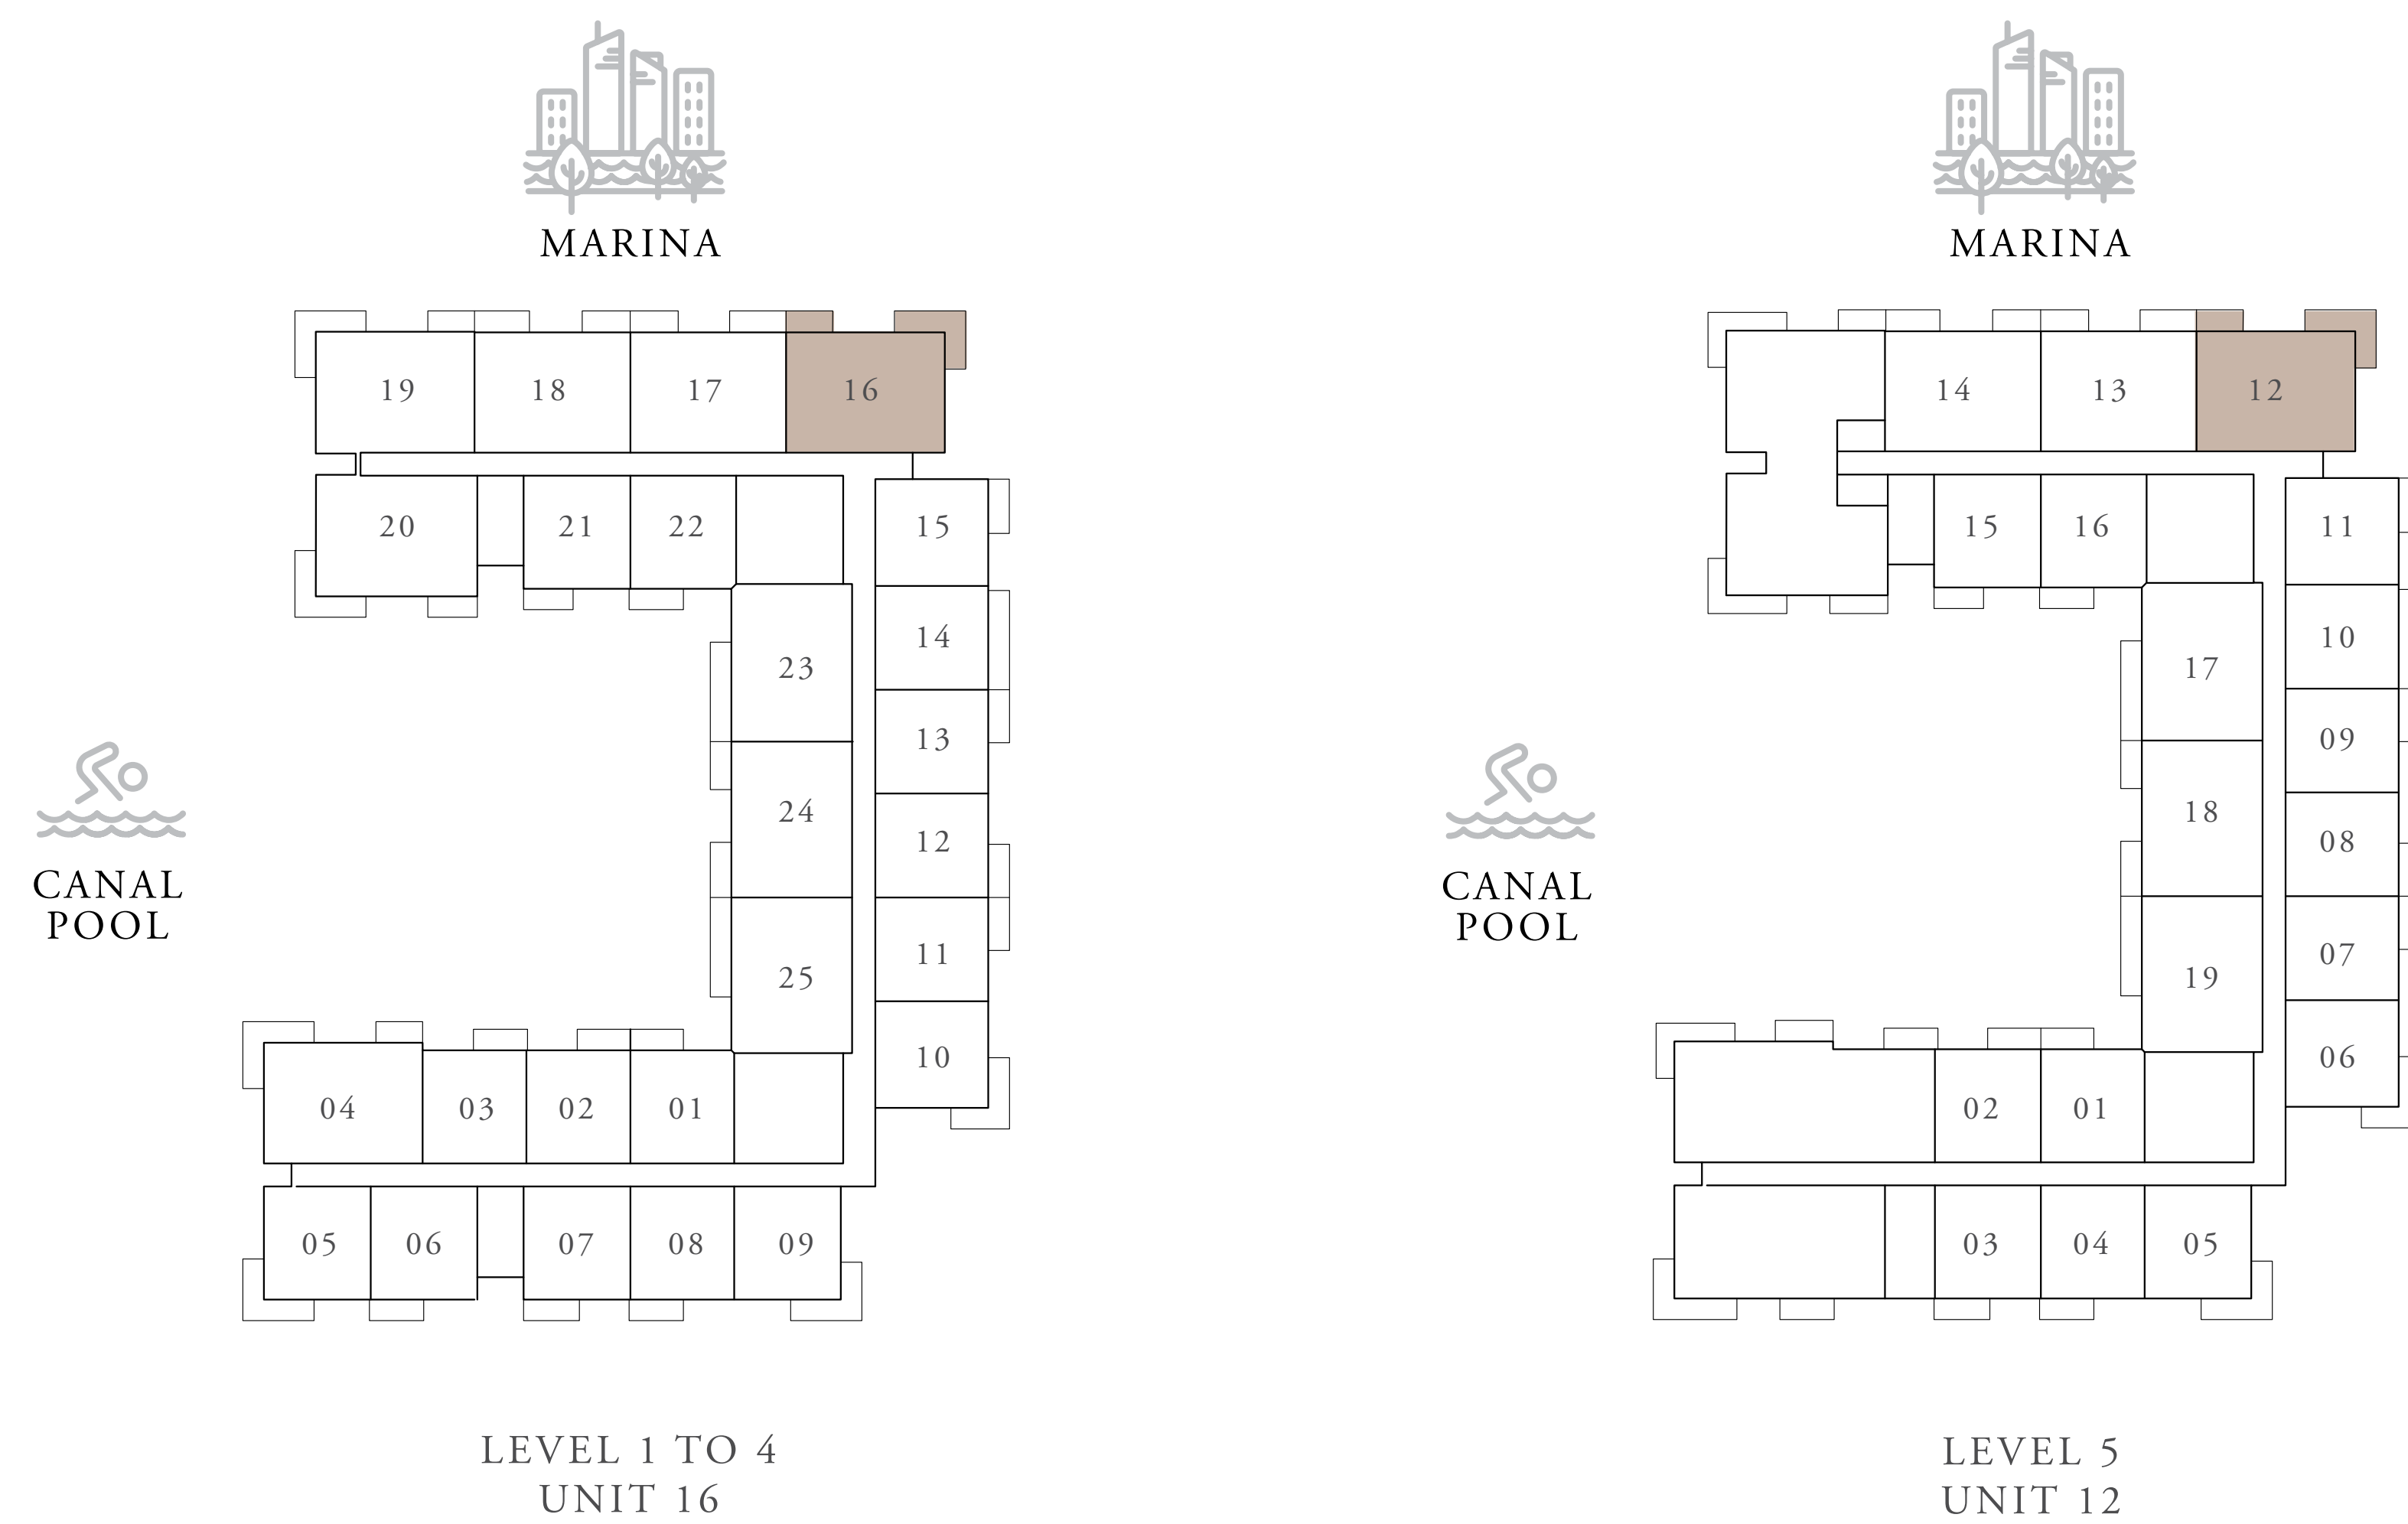 MARINA
19 18 17 16
20 21 22 15
14
23
13
24
12
CANAL
POOL
11
25
10
04 03 02 01
05 06 07 08 09
LEVEL 1 TO 4
UNIT 16
MARINA
14 13 12
15 16 11
10
17
09
18
08
CANAL
POOL
07
19
06
02 01
03 04 05
LEVEL 5
UNIT 12